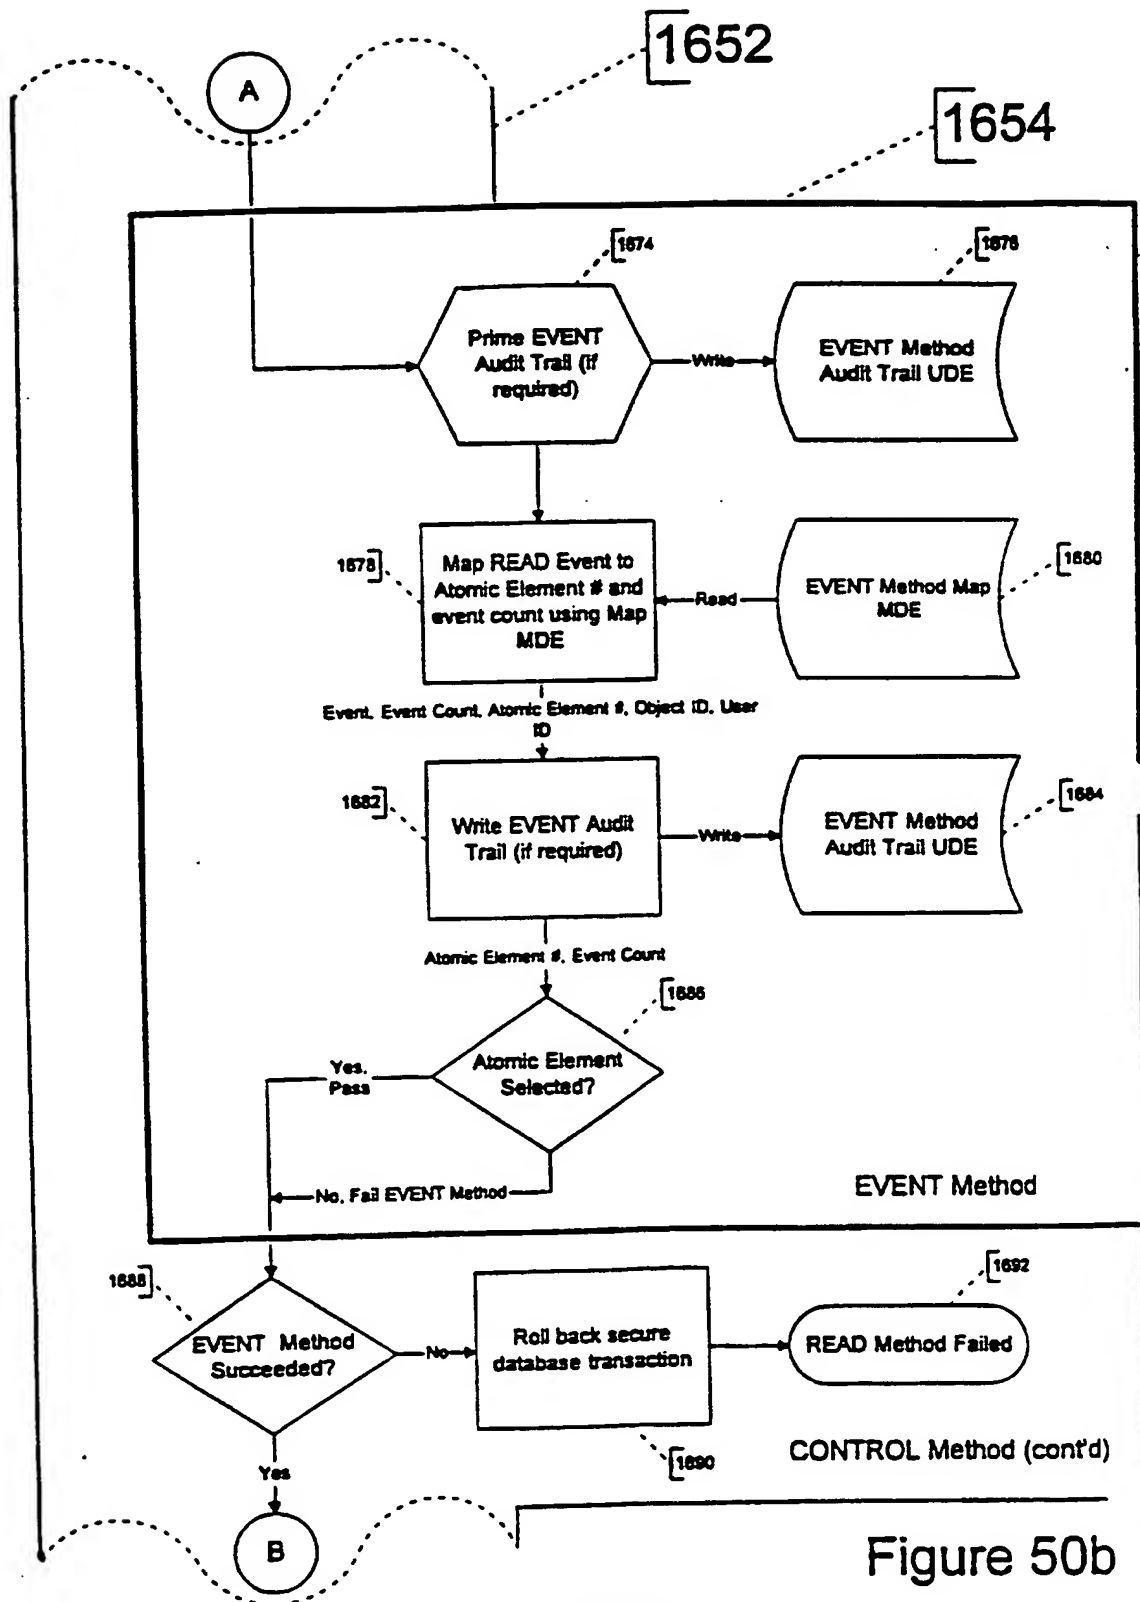 1652
A
1654
1674
1676
Prime EVENT
Audit Trail (if
required)
Write
EVENT Method
Audit Trail UDE
1678
Map READ Event to
Atomic Element # and
event count using Map
MDE
Read
EVENT Method Map
MDE
1680
Event, Event Count, Atomic Element #, Object ID, User
ID
1682
Write EVENT Audit
Trail (if required)
Write
EVENT Method
Audit Trail UDE
1684
Atomic Element #, Event Count
1686
Atomic Element
Selected?
Yes,
Pass
No, Fail EVENT Method
EVENT Method
1688
EVENT Method
Succeeded?
No
Roll back secure
database transaction
1692
READ Method Failed
1690
CONTROL Method (cont'd)
Yes
B
Figure 50b